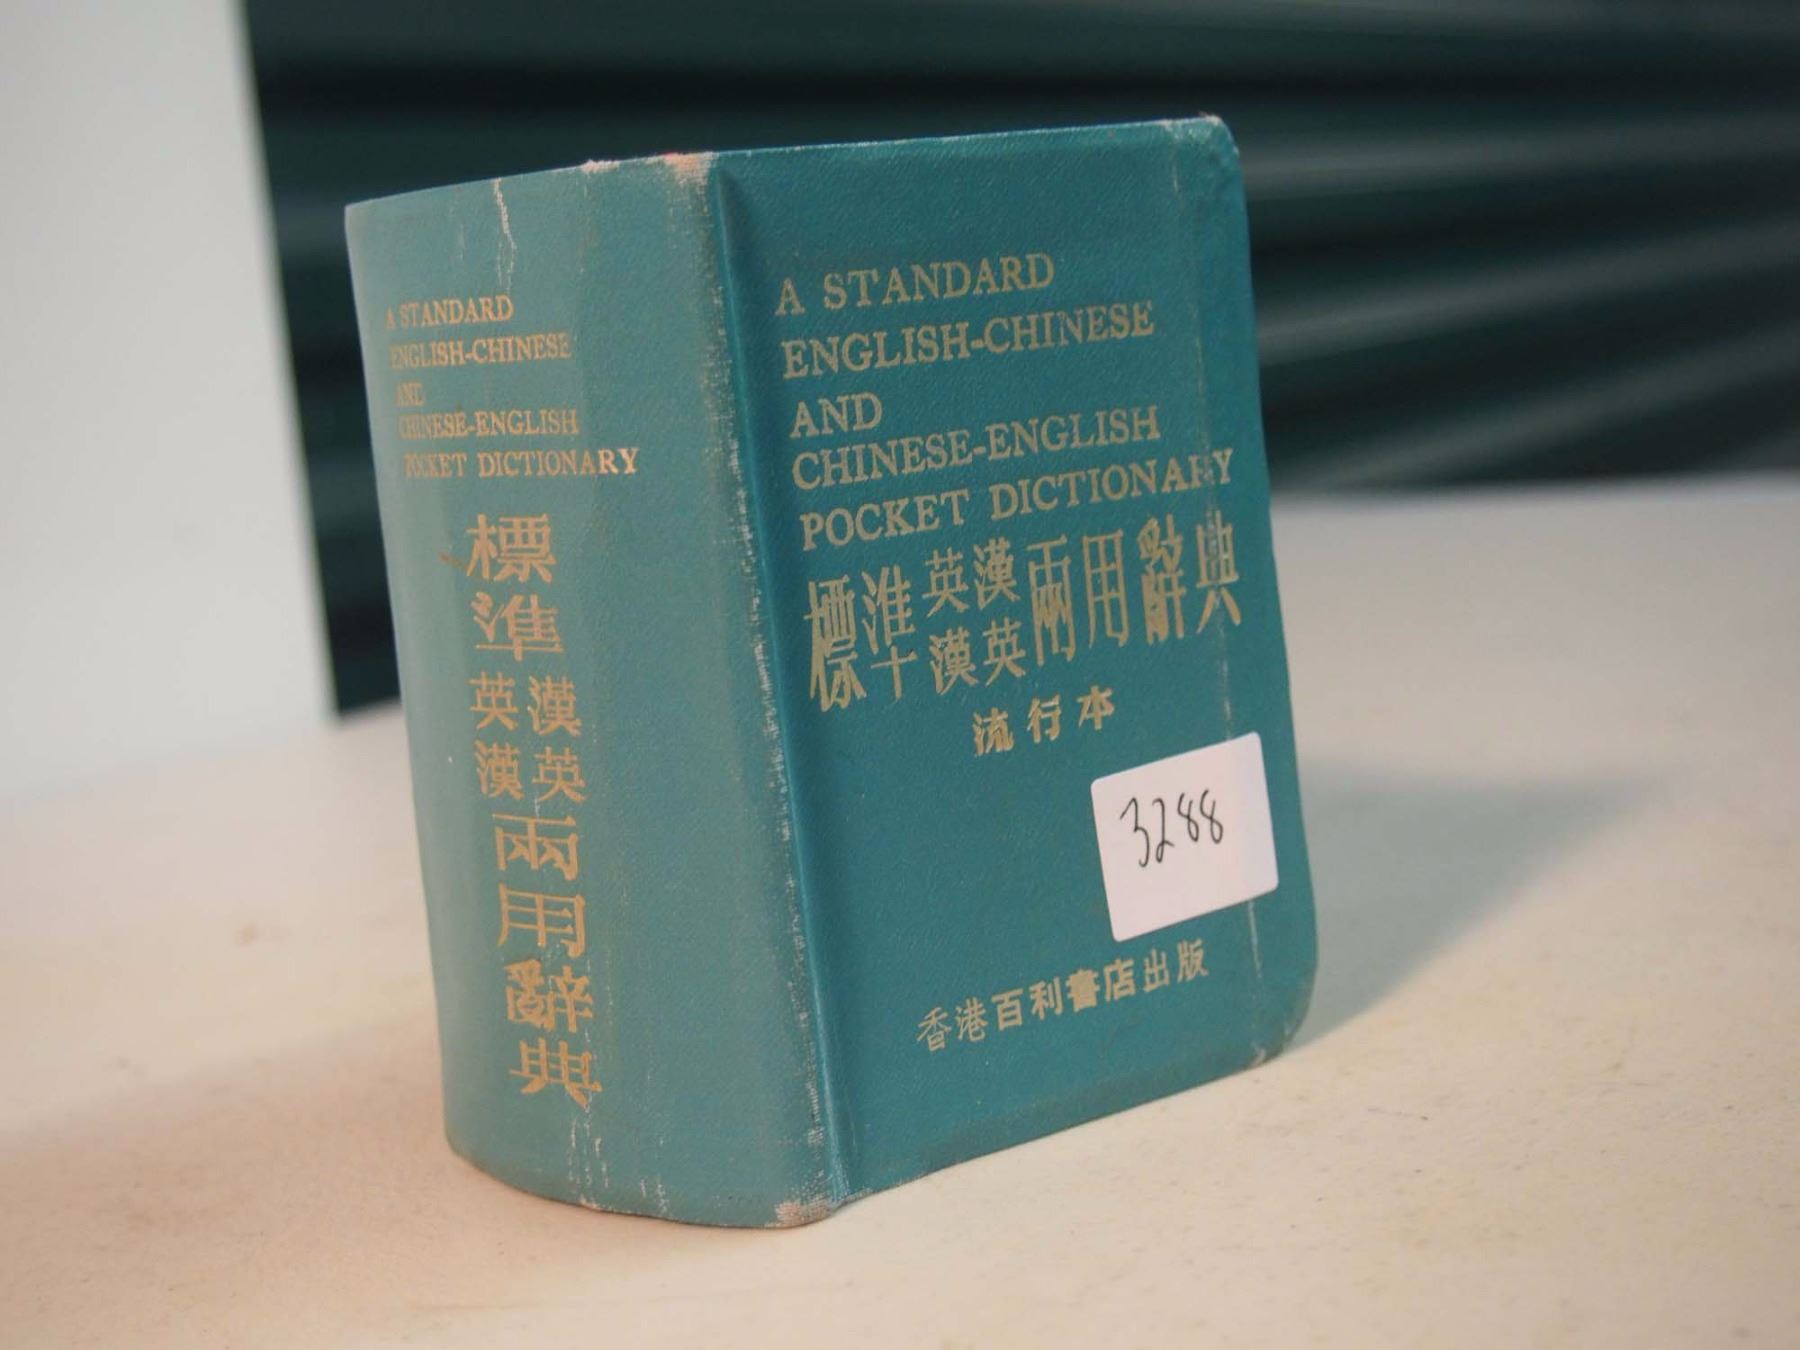 A STANDARD
ENGLISH-CHINESE
AND
CHINESE-ENGLISH
POCKET DICTIONARY
標
準
英漢
漢英
兩
用
辭
典
A STANDARD
ENGLISH-CHINESE
AND
CHINESE-ENGLISH
POCKET DICTIONARY
標準英漢漢英兩用辭典
流行本
3288
香港百利書店出版